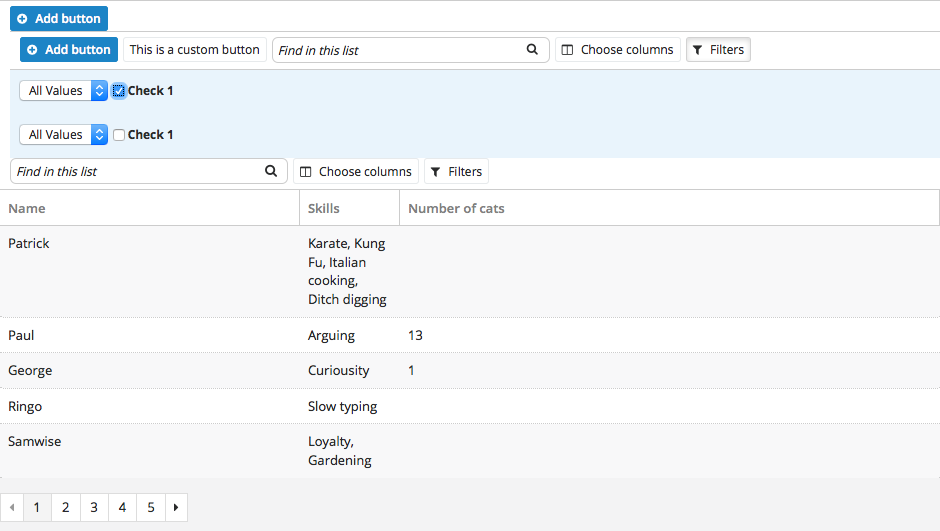 Add button
Add button This is a custom button Find in this list Choose columns Filters
All Values Check 1
All Values Check 1
Find in this list Choose columns Filters
Name Skills Number of cats
Patrick Karate, Kung
Fu, Italian
cooking,
Ditch digging
Paul Arguing 13
George Curiousity 1
Ringo Slow typing
Samwise Loyalty,
Gardening
1 2 3 4 5